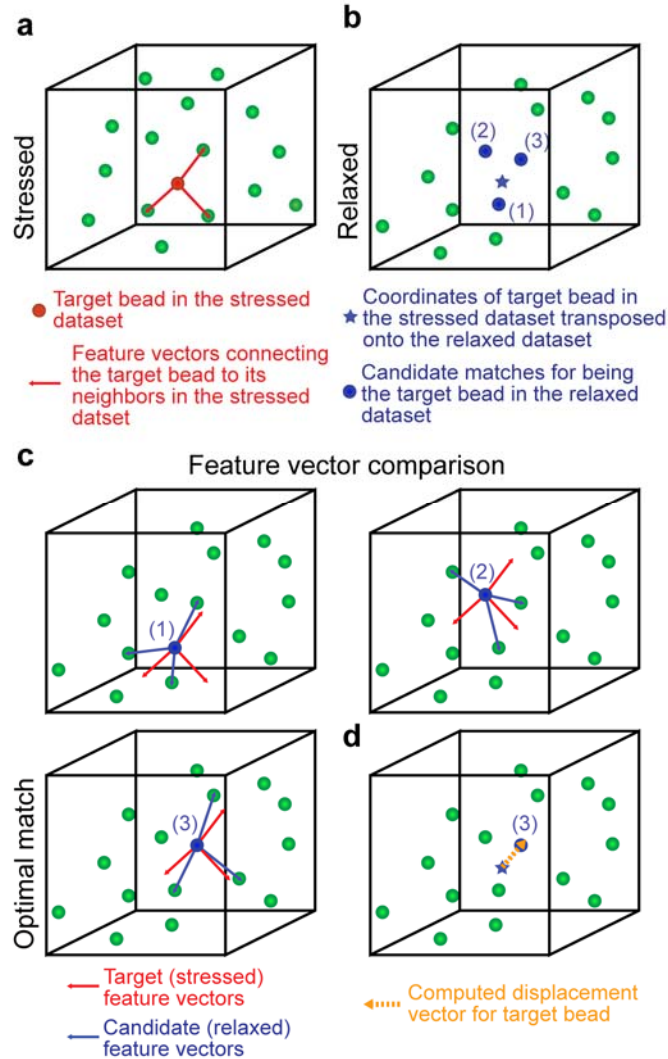 a
Stressed
Target bead in the stressed
dataset
Feature vectors connecting
the target bead to its
neighbors in the stressed
datset
b
Relaxed
(2)
(3)
(1)
Coordinates of target bead in
the stressed dataset transposed
onto the relaxed dataset
Candidate matches for being
the target bead in the relaxed
dataset
c
Feature vector comparison
(1)
(2)
Optimal match
(3)
Target (stressed)
feature vectors
Candidate (relaxed)
feature vectors
d
(3)
Computed displacement
vector for target bead